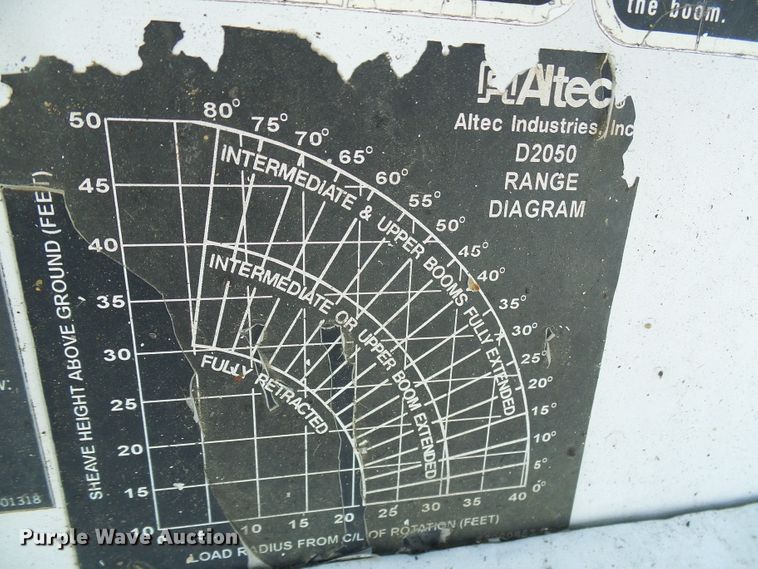 the boom.
Altec
Altec Industries, Inc
D2050
RANGE
DIAGRAM
80°
75°
70°
65°
60°
55°
50°
45°
40°
35°
30°
25°
20°
15°
10°
5°
0°
50
45
40
35
30
25
20
15
10
SHEAVE HEIGHT ABOVE GROUND (FEET)
INTERMEDIATE & UPPER BOOMS FULLY EXTENDED
INTERMEDIATE OR UPPER BOOM EXTENDED
FULLY RETRACTED
10
15
20
25
30
35
40
LOAD RADIUS FROM C/L OF ROTATION (FEET)
01318
Purple Wave Auction